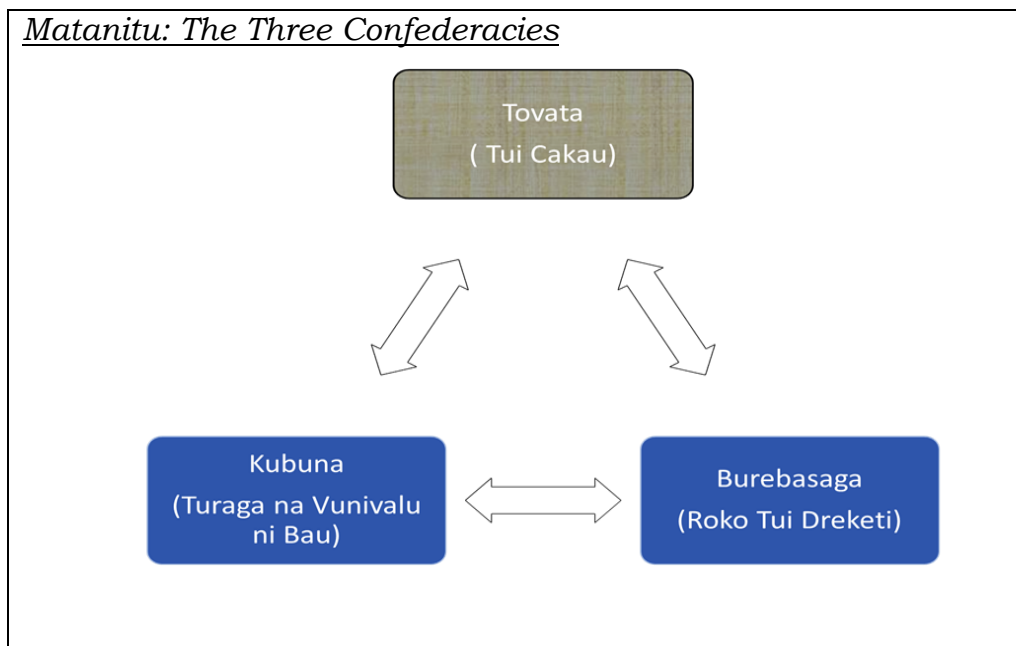 Matanitu: The Three Confederacies
Tovata
( Tui Cakau)
Kubuna
(Turaga na Vunivalu
ni Bau)
Burebasaga
(Roko Tui Dreketi)